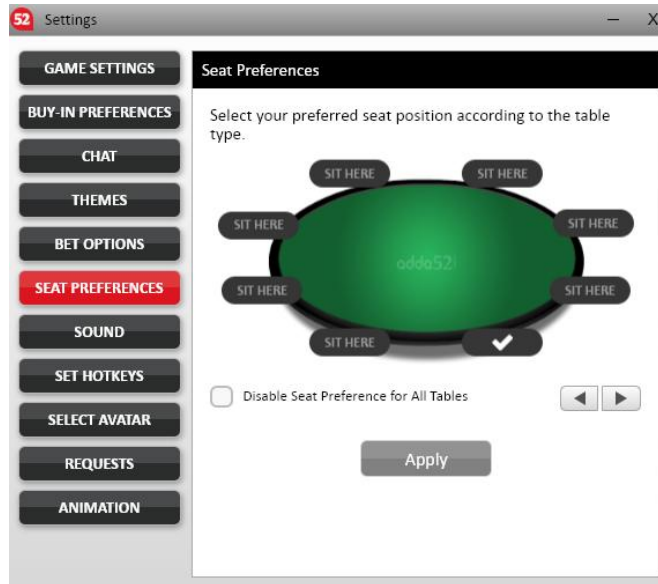 52 Settings
GAME SETTINGS
BUY-IN PREFERENCES
CHAT
THEMES
BET OPTIONS
SEAT PREFERENCES
SOUND
SET HOTKEYS
SELECT AVATAR
REQUESTS
ANIMATION
Seat Preferences
Select your preferred seat position according to the table
type.
SIT HERE SIT HERE
SIT HERE SIT HERE
adda52
SIT HERE SIT HERE
SIT HERE
Disable Seat Preference for All Tables
Apply